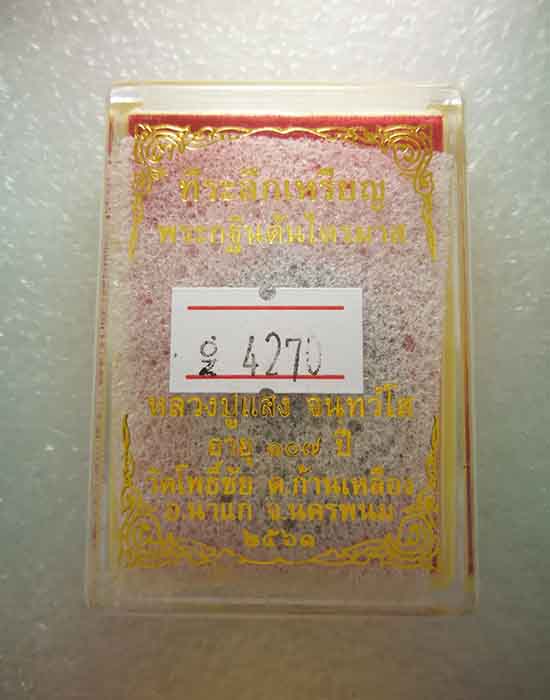 ที่ระลึกเหรียญ
พระกฐินต้นไตรมาส
4270
หลวงปู่แสง จนฺทวํโส
อายุ ๑๐๗ ปี
วัดโพธิ์ชัย ต.ก้านเหลือง
อ.นาแก จ.นครพนม
๒๕๖๑